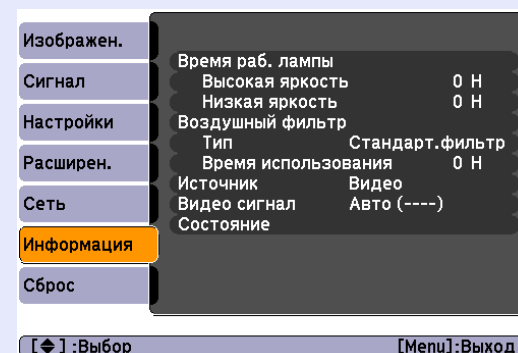 Изображен.
Сигнал
Настройки
Расширен.
Сеть
Информация
Сброс
Время раб. лампы
Высокая яркость 0 H
Низкая яркость 0 H
Воздушный фильтр
Тип Стандарт.фильтр
Время использования 0 H
Источник Видео
Видео сигнал Авто (----)
Состояние
[◆] :Выбор [Menu]:Выход